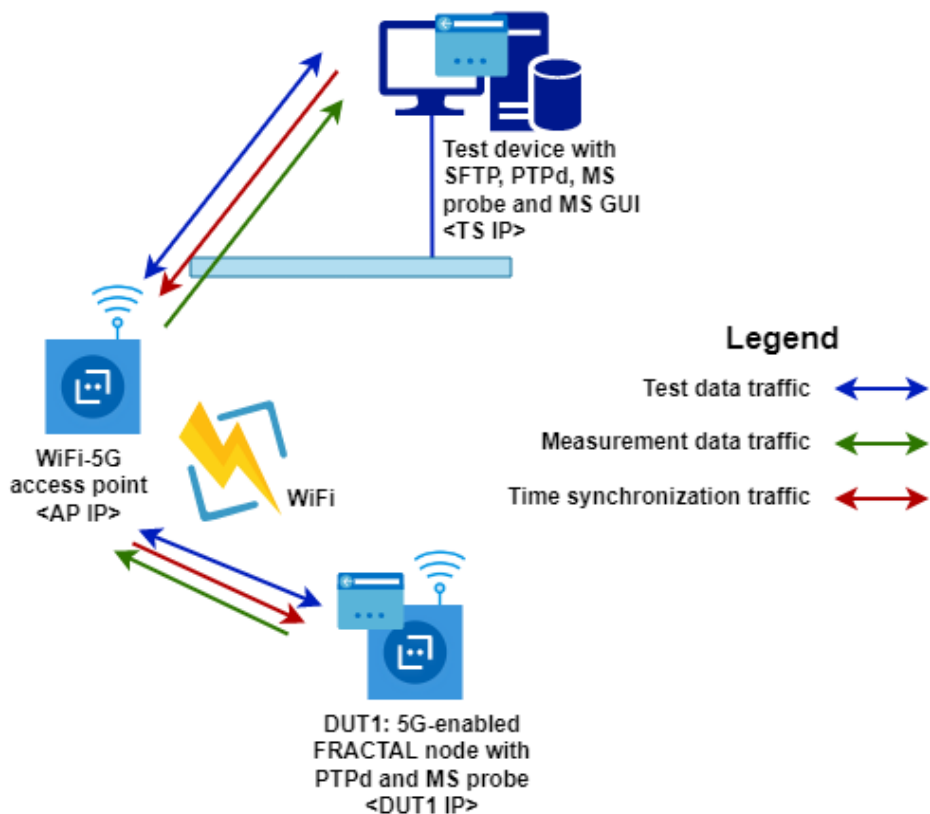 Test device with
SFTP, PTPd, MS
probe and MS GUI
<TS IP>
Legend
Test data traffic
Measurement data traffic
Time synchronization traffic
WiFi-5G
access point
<AP IP>
WiFi
DUT1: 5G-enabled
FRACTAL node with
PTPd and MS probe
<DUT1 IP>